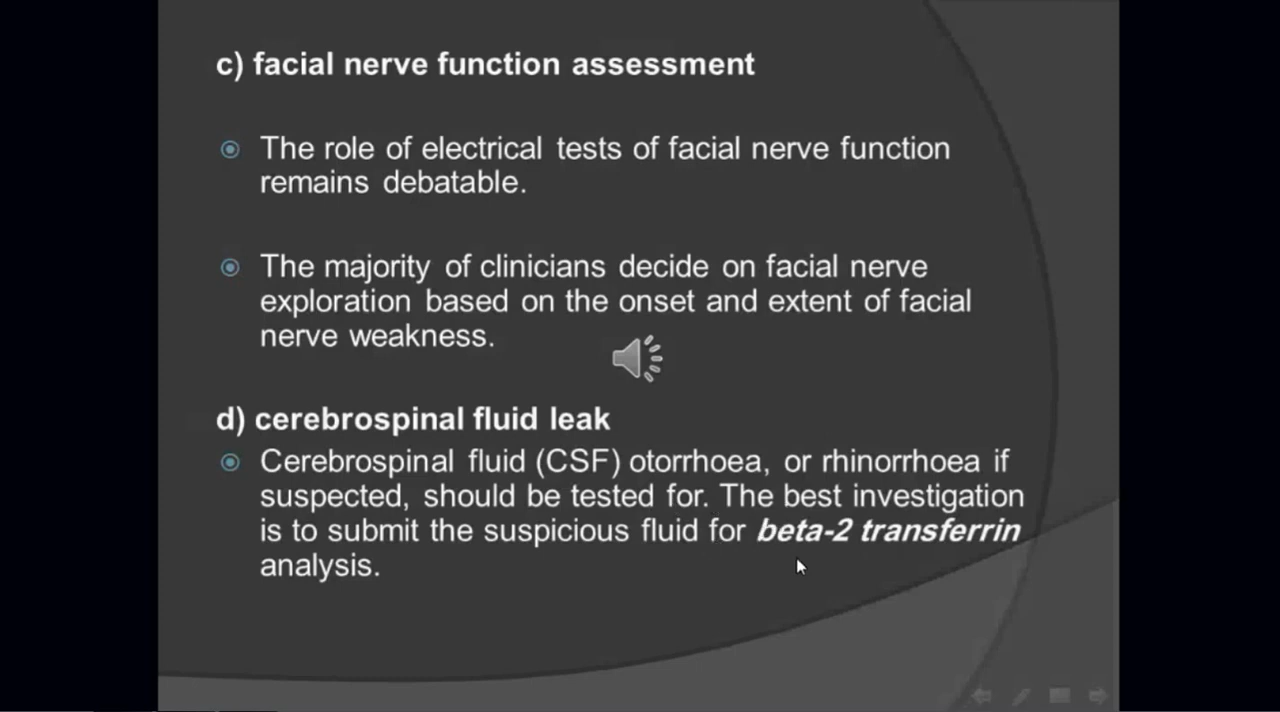 c) facial nerve function assessment
The role of electrical tests of facial nerve function
remains debatable.
The majority of clinicians decide on facial nerve
exploration based on the onset and extent of facial
nerve weakness.
d) cerebrospinal fluid leak
Cerebrospinal fluid (CSF) otorrhoea, or rhinorrhoea if
suspected, should be tested for. The best investigation
is to submit the suspicious fluid for beta-2 transferrin
analysis.